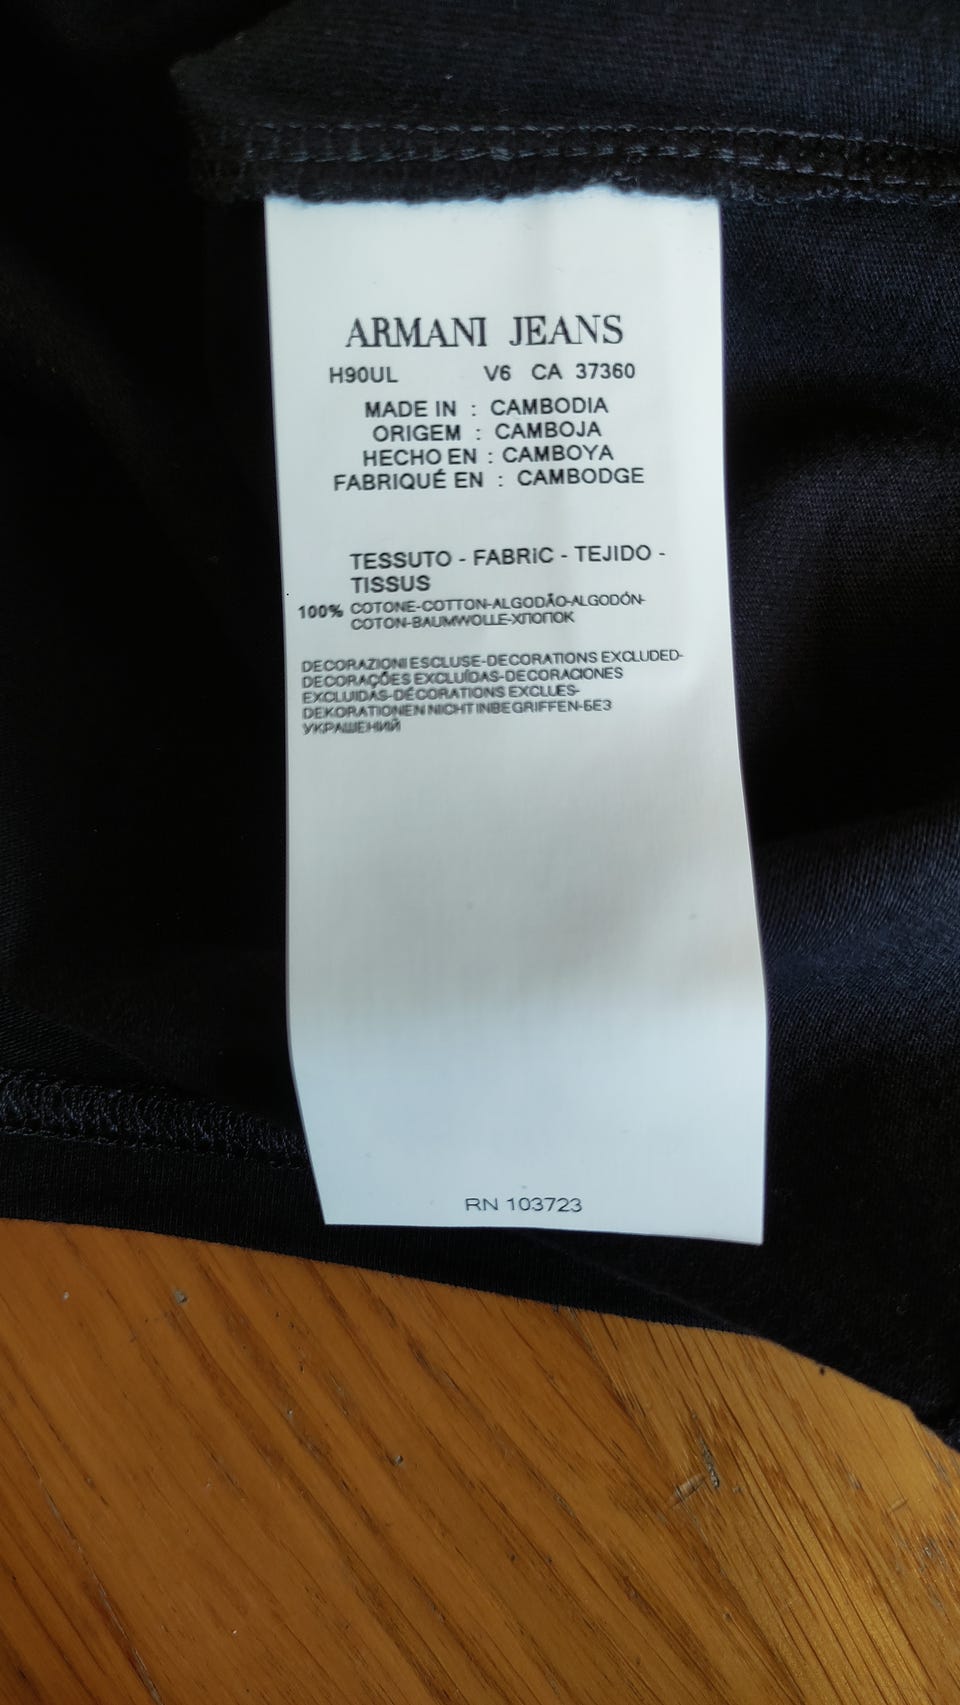 ARMANI JEANS
H90UL V6 CA 37360
MADE IN : CAMBODIA
ORIGEM : CAMBOJA
HECHO EN : CAMBOYA
FABRIQUÉ EN : CAMBODGE
TESSUTO - FABRIC - TEJIDO -
TISSUS
100% COTONE-COTTON-ALGODÃO-ALGODÓN-
COTON-BAUMWOLLE-ХЛОПОК
DECORAZIONI ESCLUSE-DECORATIONS EXCLUDED-
DECORAÇÕES EXCLUÍDAS-DECORACIONES
EXCLUIDAS-DÉCORATIONS EXCLUES-
DEKORATIONEN NICHT INBEGRIFFEN-БЕЗ
УКРАШЕНИЙ
RN 103723